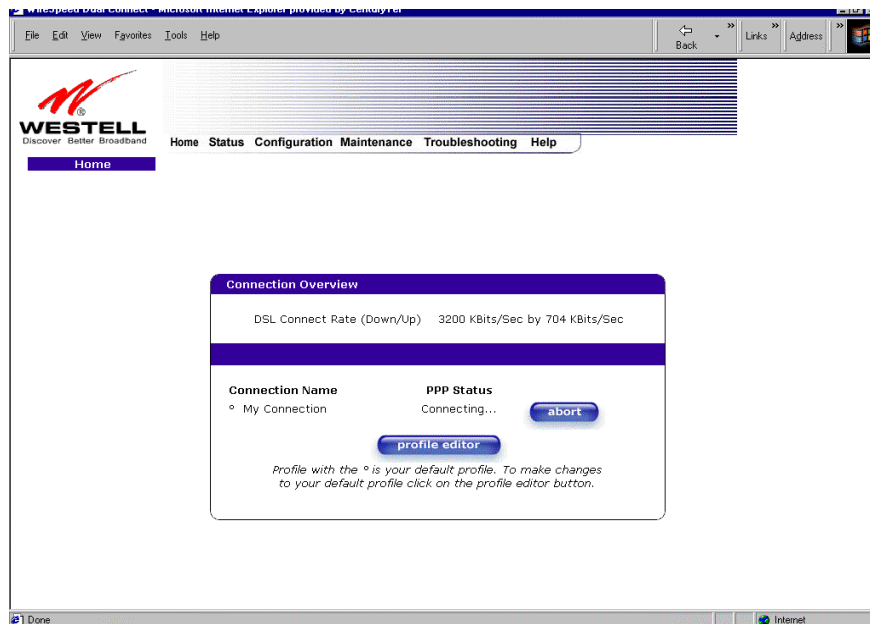 WireSpeed Dual Connect - Microsoft Internet Explorer provided by CenturyTel
File Edit View Favorites Tools Help
Back
Links
Address
WESTELL
Discover Better Broadband
Home Status Configuration Maintenance Troubleshooting Help
Home
Connection Overview
DSL Connect Rate (Down/Up) 3200 KBits/Sec by 704 KBits/Sec
Connection Name PPP Status
° My Connection Connecting... abort
profile editor
Profile with the ° is your default profile. To make changes
to your default profile click on the profile editor button.
Done
Internet